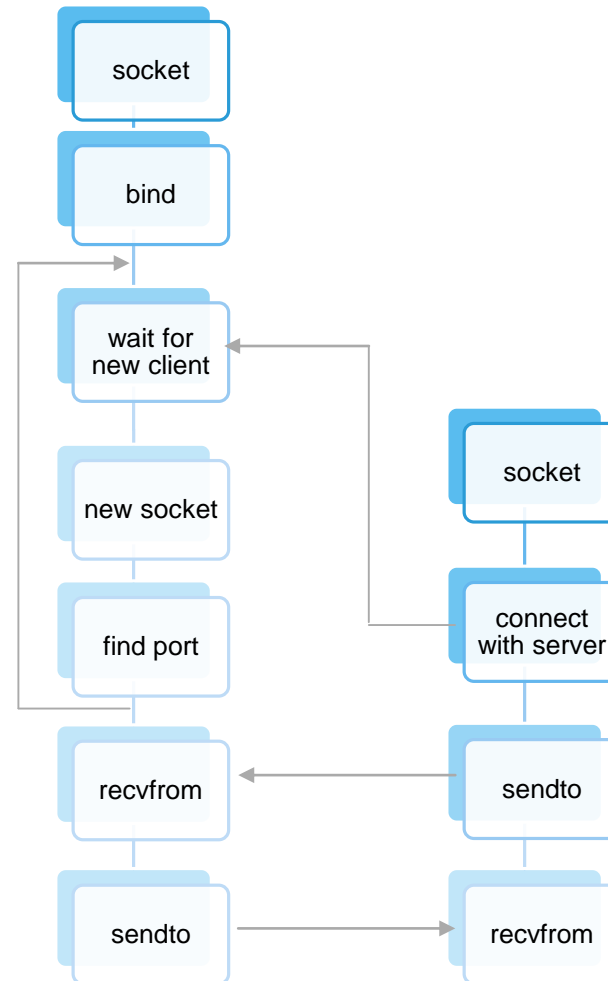 socket
bind
wait for
new client
new socket
find port
recvfrom
sendto
socket
connect
with server
sendto
recvfrom